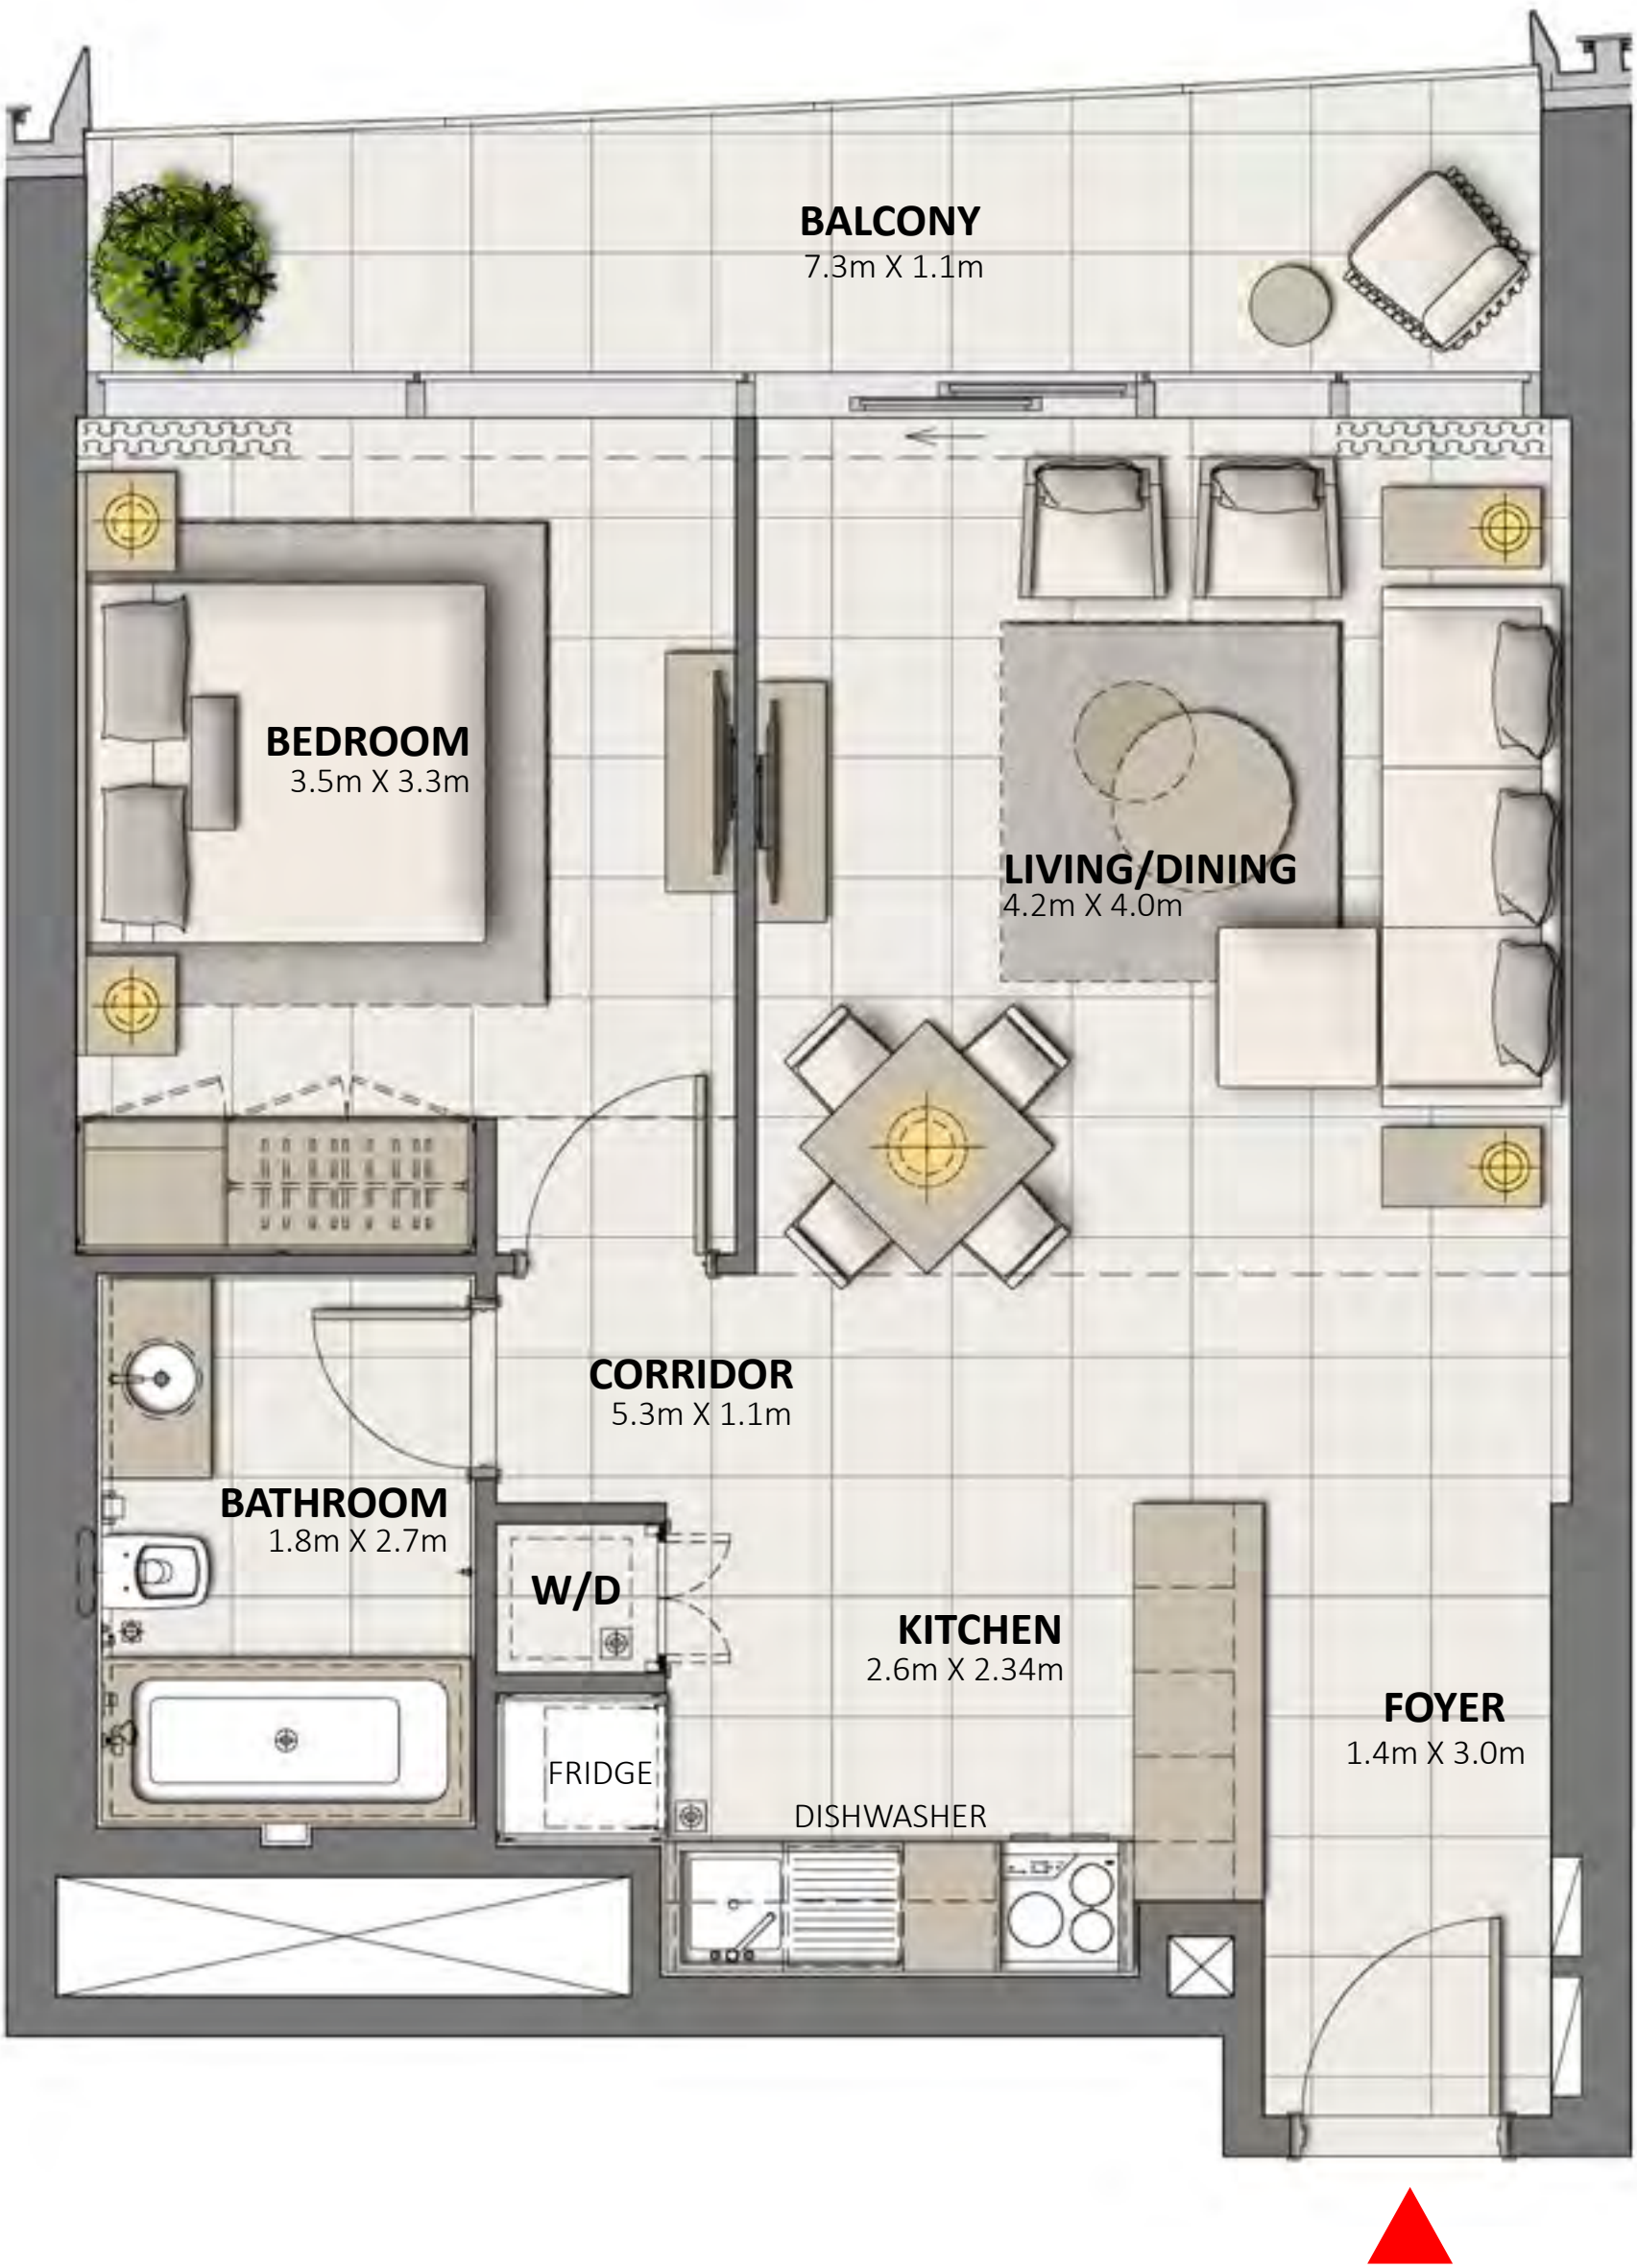 BALCONY
7.3m X 1.1m
BEDROOM
3.5m X 3.3m
LIVING/DINING
4.2m X 4.0m
CORRIDOR
5.3m X 1.1m
BATHROOM
1.8m X 2.7m
W/D
KITCHEN
2.6m X 2.34m
FOYER
1.4m X 3.0m
FRIDGE
DISHWASHER